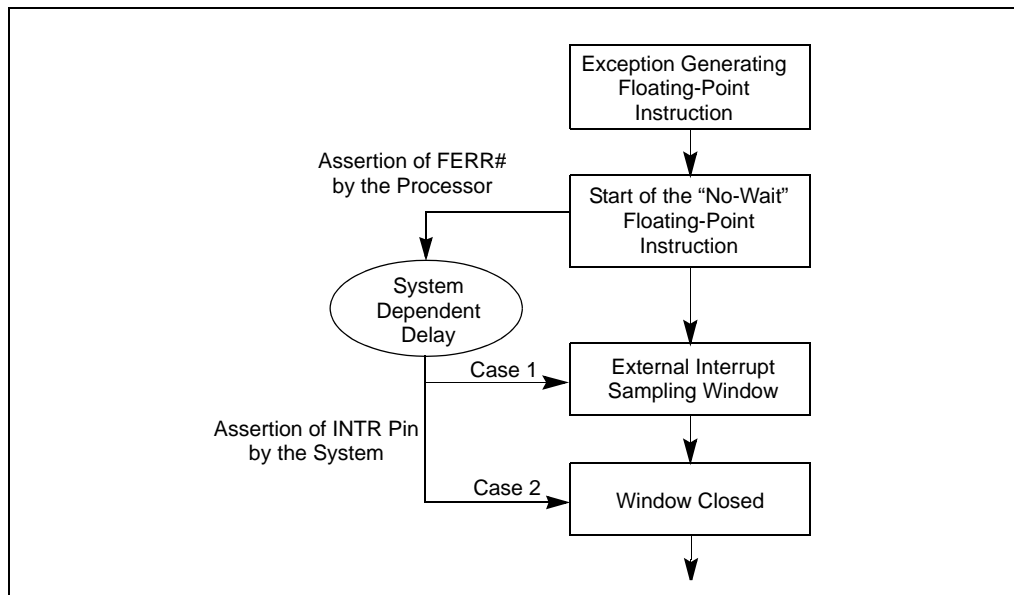 Exception Generating
Floating-Point
Instruction
Assertion of FERR#
by the Processor
Start of the “No-Wait”
Floating-Point
Instruction
System
Dependent
Delay
Case 1
External Interrupt
Sampling Window
Assertion of INTR Pin
by the System
Case 2
Window Closed